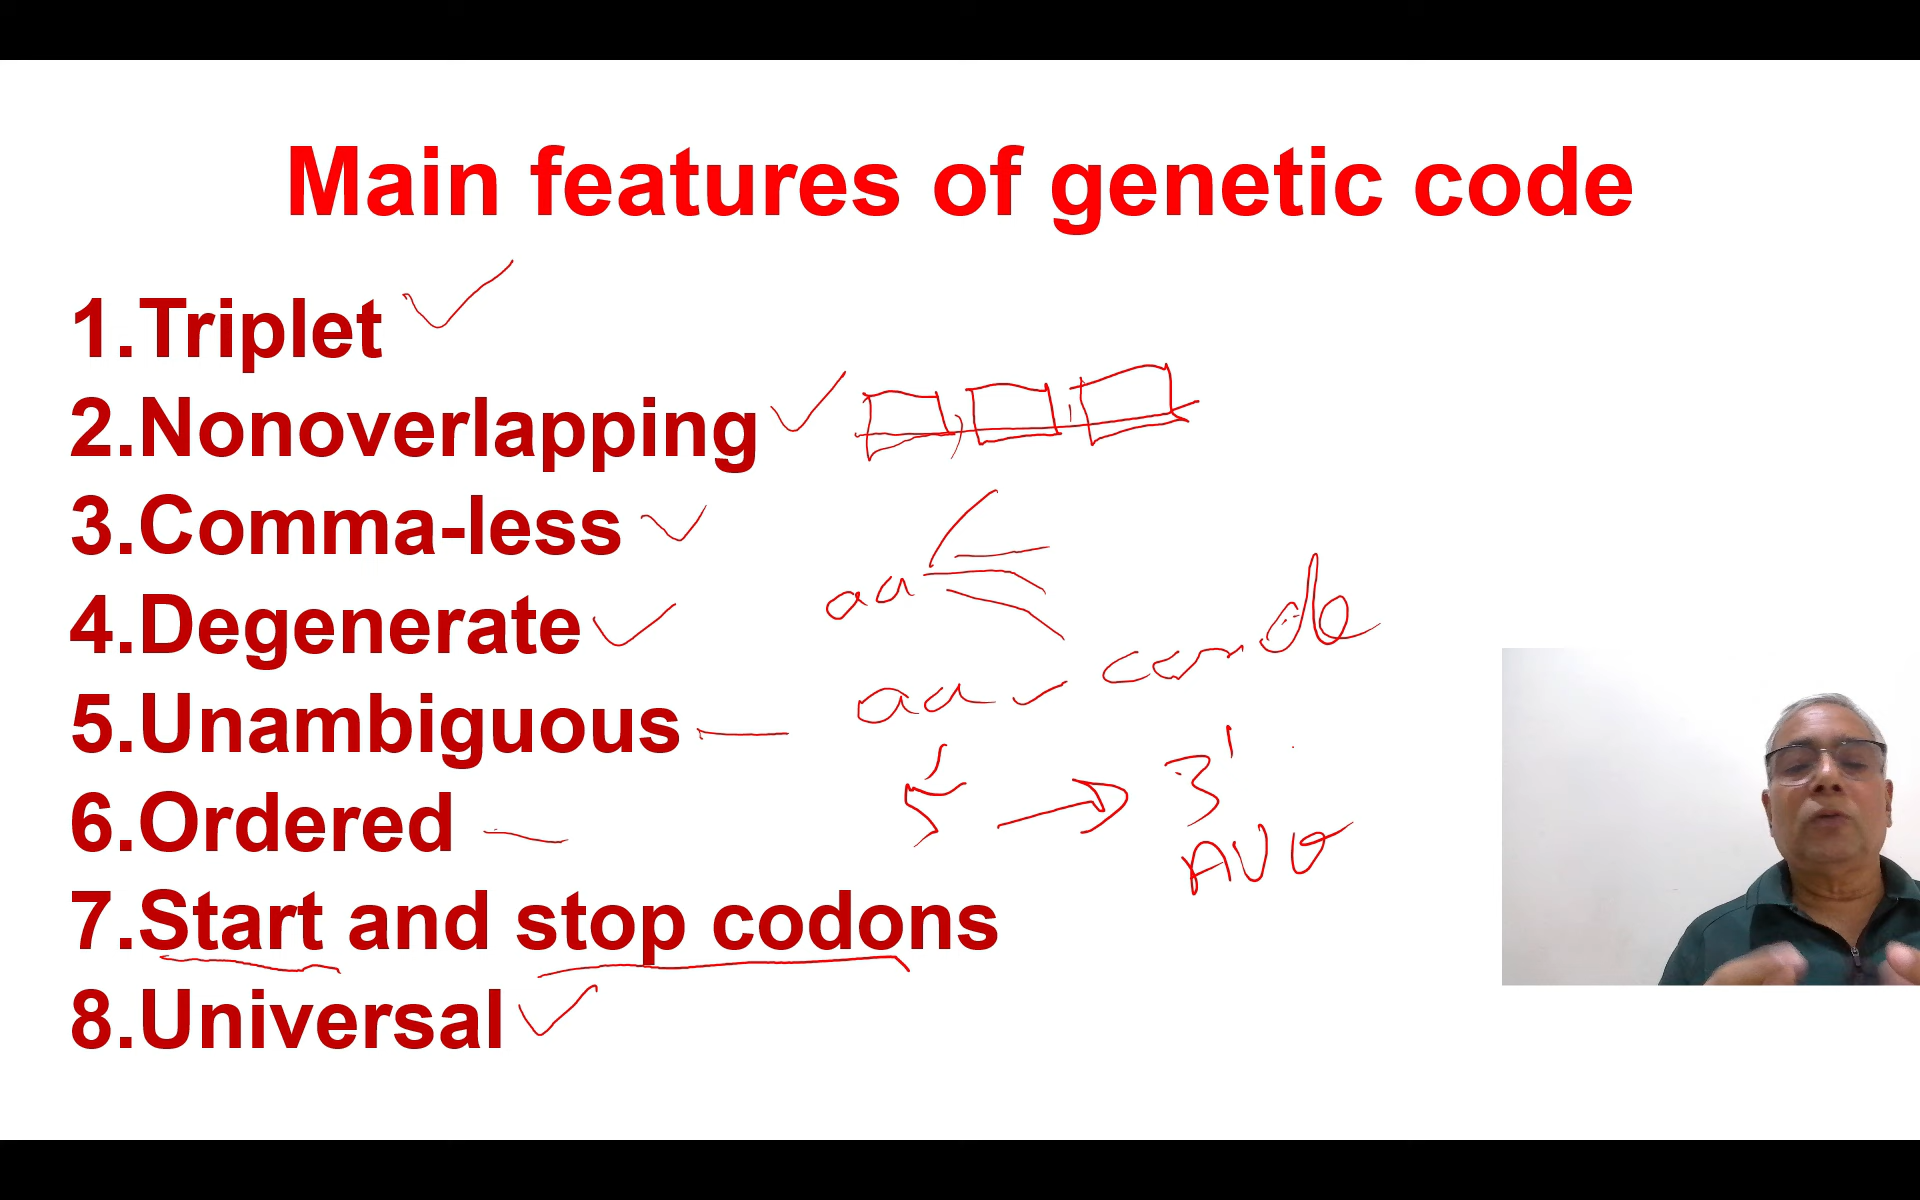 Main features of genetic code
1.Triplet
2.Nonoverlapping
3.Comma-less
4.Degenerate
aa
5.Unambiguous
aa
6.Ordered
5' → 3'
AUG
7.Start and stop codons
8.Universal